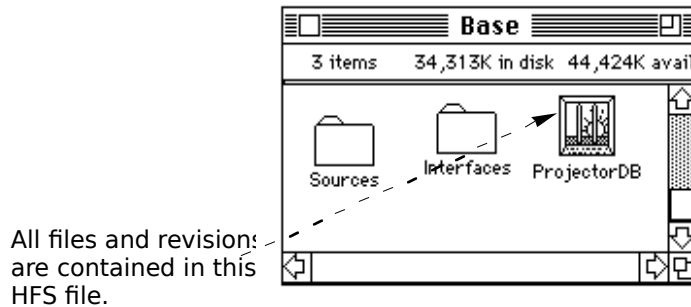 Base
3 items 34,313K in disk 44,424K avail
Sources
Interfaces
ProjectorDB
All files and revisions
are contained in this
HFS file.